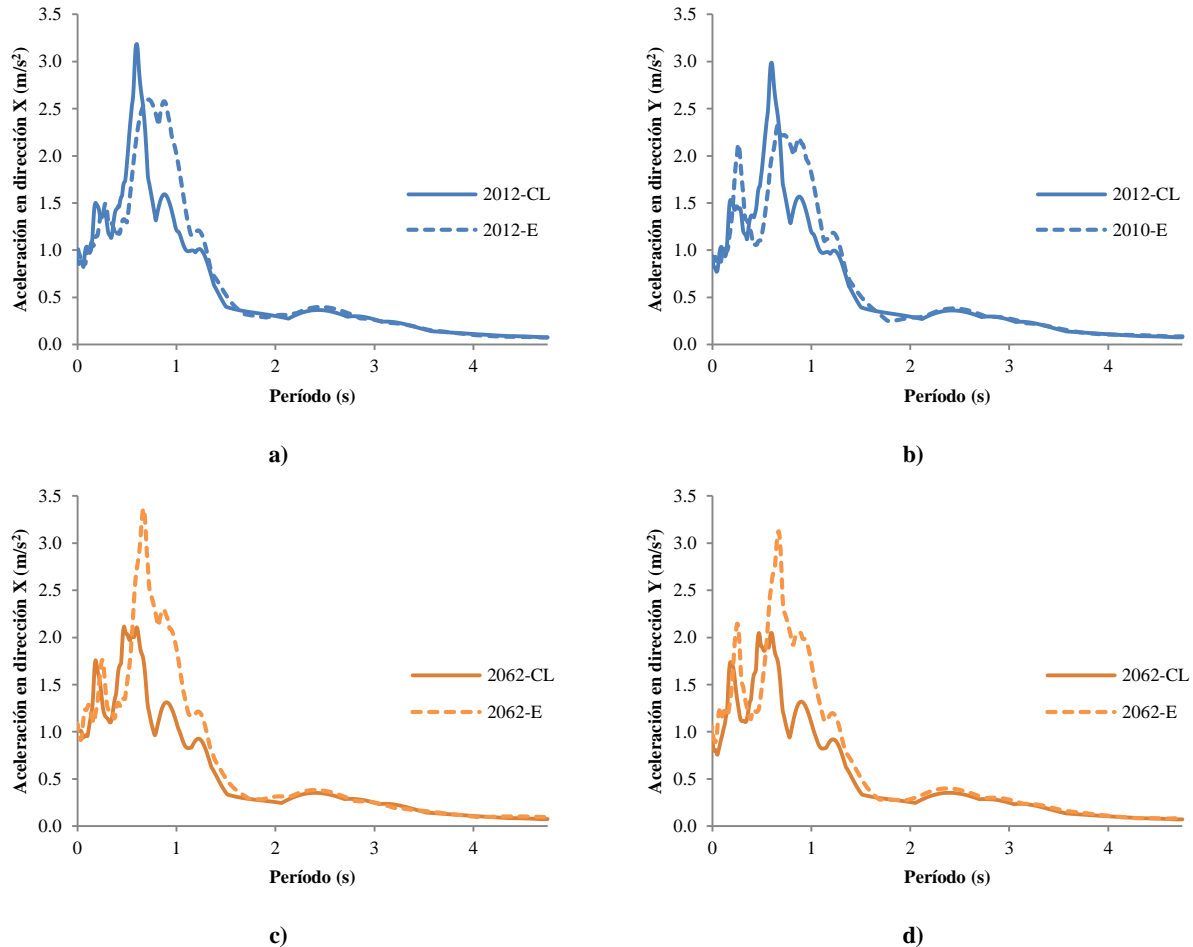 Aceleración en dirección X (m/s²)
3.5
3.0
2.5
2.0
1.5
1.0
0.5
0.0
0 1 2 3 4
Período (s)
2012-CL
2012-E
a)
Aceleración en dirección Y (m/s²)
3.5
3.0
2.5
2.0
1.5
1.0
0.5
0.0
0 1 2 3 4
Período (s)
2012-CL
2010-E
b)
Aceleración en dirección X (m/s²)
3.5
3.0
2.5
2.0
1.5
1.0
0.5
0.0
0 1 2 3 4
Período (s)
2062-CL
2062-E
c)
Aceleración en dirección Y (m/s²)
3.5
3.0
2.5
2.0
1.5
1.0
0.5
0.0
0 1 2 3 4
Período (s)
2062-CL
2062-E
d)